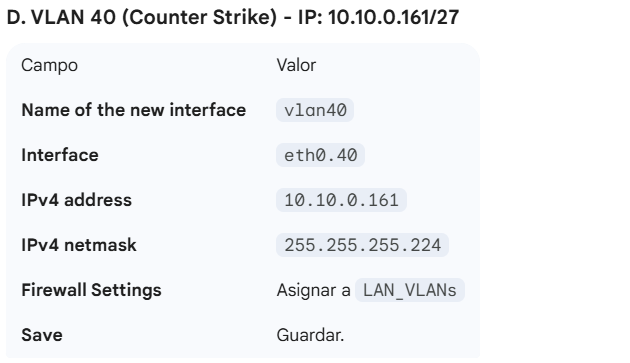 D. VLAN 40 (Counter Strike) - IP: 10.10.0.161/27
Campo Valor
Name of the new interface vlan40
Interface eth0.40
IPv4 address 10.10.0.161
IPv4 netmask 255.255.255.224
Firewall Settings Asignar a LAN_VLANs
Save Guardar.